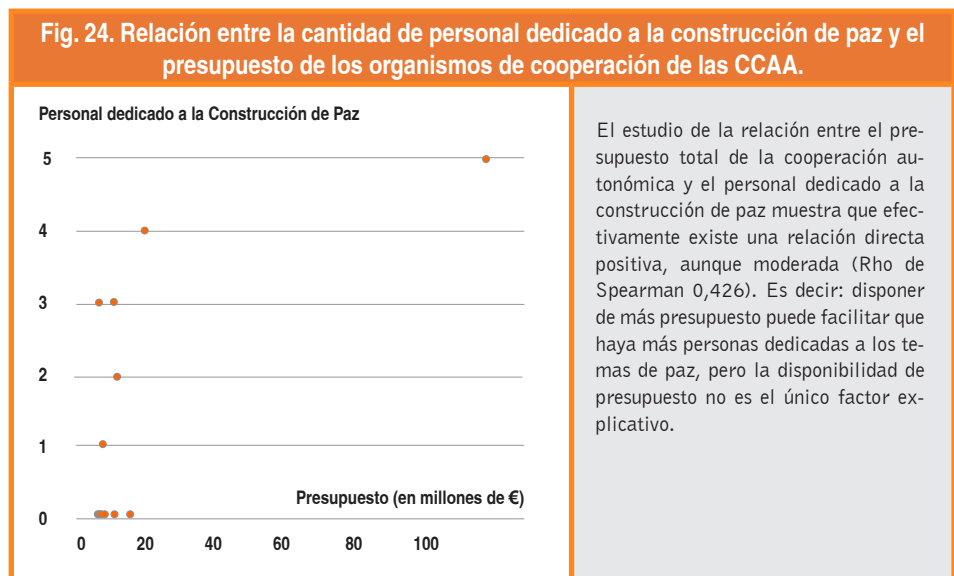 Fig. 24. Relación entre la cantidad de personal dedicado a la construcción de paz y el
presupuesto de los organismos de cooperación de las CCAA.
Personal dedicado a la Construcción de Paz
5
4
3
2
1
Presupuesto (en millones de €)
0
0 20 40 60 80 100
El estudio de la relación entre el pre-
supuesto total de la cooperación au-
tonómica y el personal dedicado a la
construcción de paz muestra que efec-
tivamente existe una relación directa
positiva, aunque moderada (Rho de
Spearman 0,426). Es decir: disponer
de más presupuesto puede facilitar que
haya más personas dedicadas a los te-
mas de paz, pero la disponibilidad de
presupuesto no es el único factor ex-
plicativo.